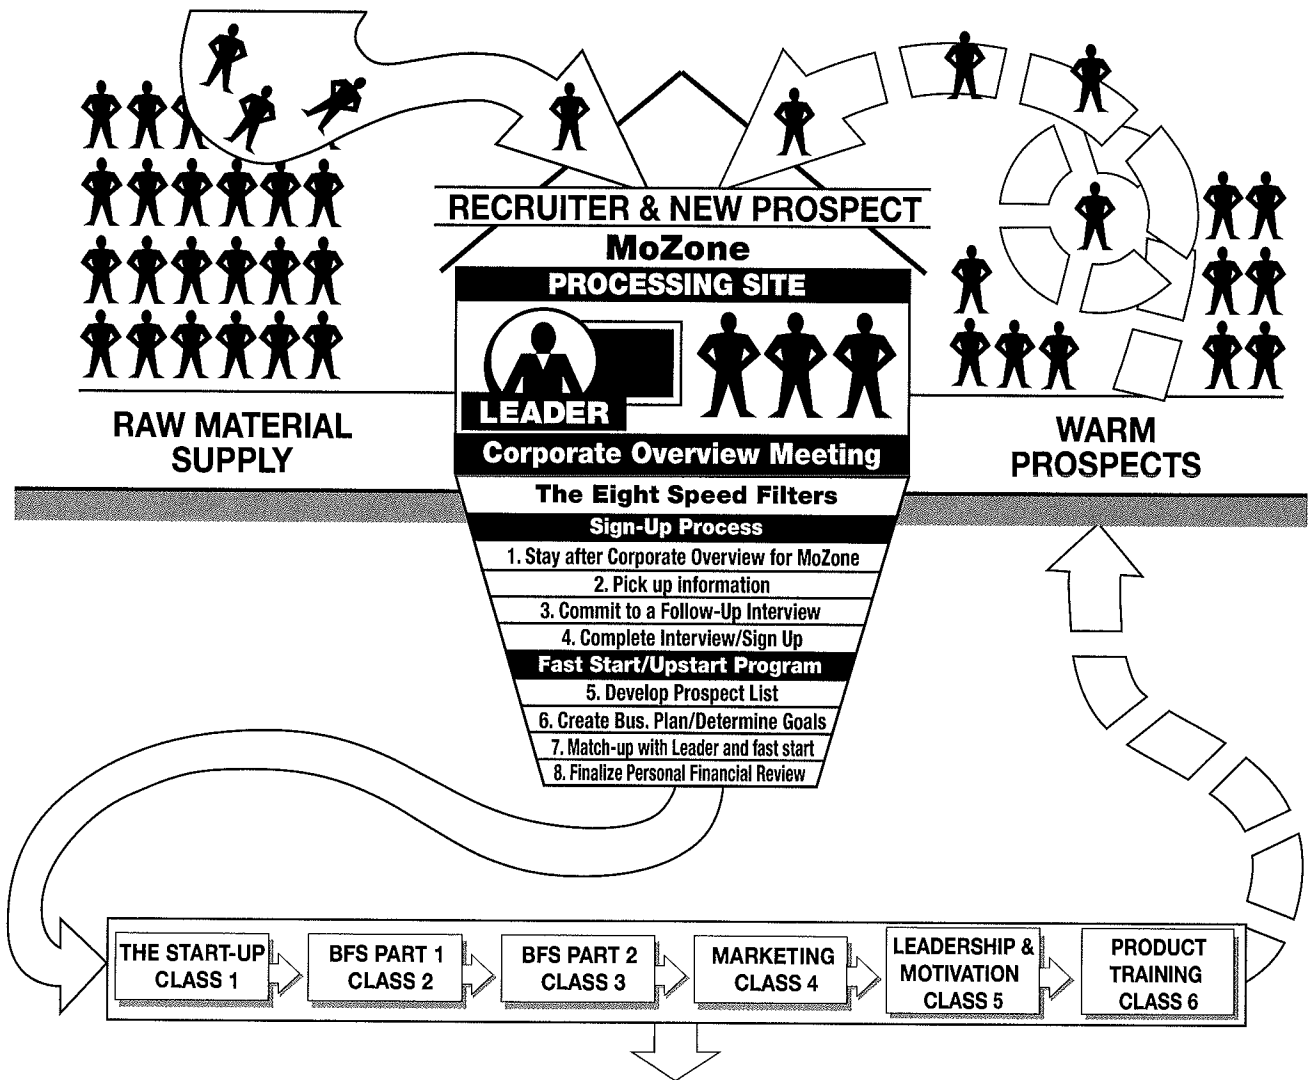 RECRUITER & NEW PROSPECT
MoZone
PROCESSING SITE
LEADER
Corporate Overview Meeting
RAW MATERIAL
SUPPLY
WARM
PROSPECTS
The Eight Speed Filters
Sign-Up Process
1. Stay after Corporate Overview for MoZone
2. Pick up information
3. Commit to a Follow-Up Interview
4. Complete Interview/Sign Up
Fast Start/Upstart Program
5. Develop Prospect List
6. Create Bus. Plan/Determine Goals
7. Match-up with Leader and fast start
8. Finalize Personal Financial Review
THE START-UP
CLASS 1
BFS PART 1
CLASS 2
BFS PART 2
CLASS 3
MARKETING
CLASS 4
LEADERSHIP &
MOTIVATION
CLASS 5
PRODUCT
TRAINING
CLASS 6